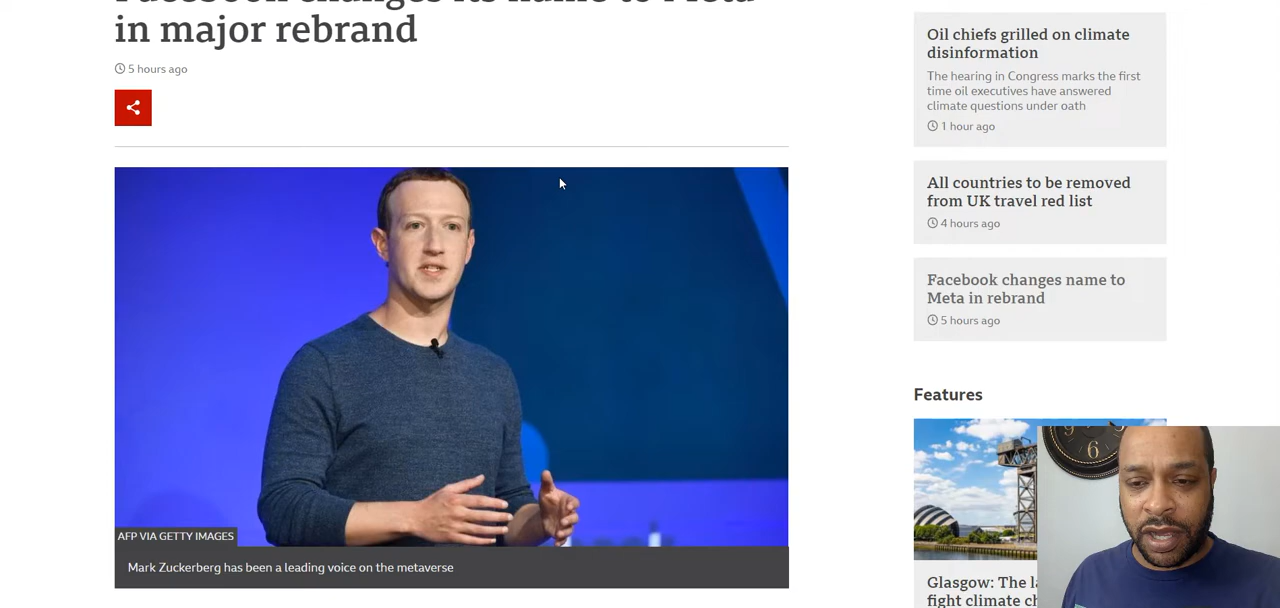 Facebook changes its name to Meta
in major rebrand
5 hours ago
AFP VIA GETTY IMAGES
Mark Zuckerberg has been a leading voice on the metaverse
Oil chiefs grilled on climate
disinformation
The hearing in Congress marks the first
time oil executives have answered
climate questions under oath
1 hour ago
All countries to be removed
from UK travel red list
4 hours ago
Facebook changes name to
Meta in rebrand
5 hours ago
Features
6
Glasgow: The
fight climate